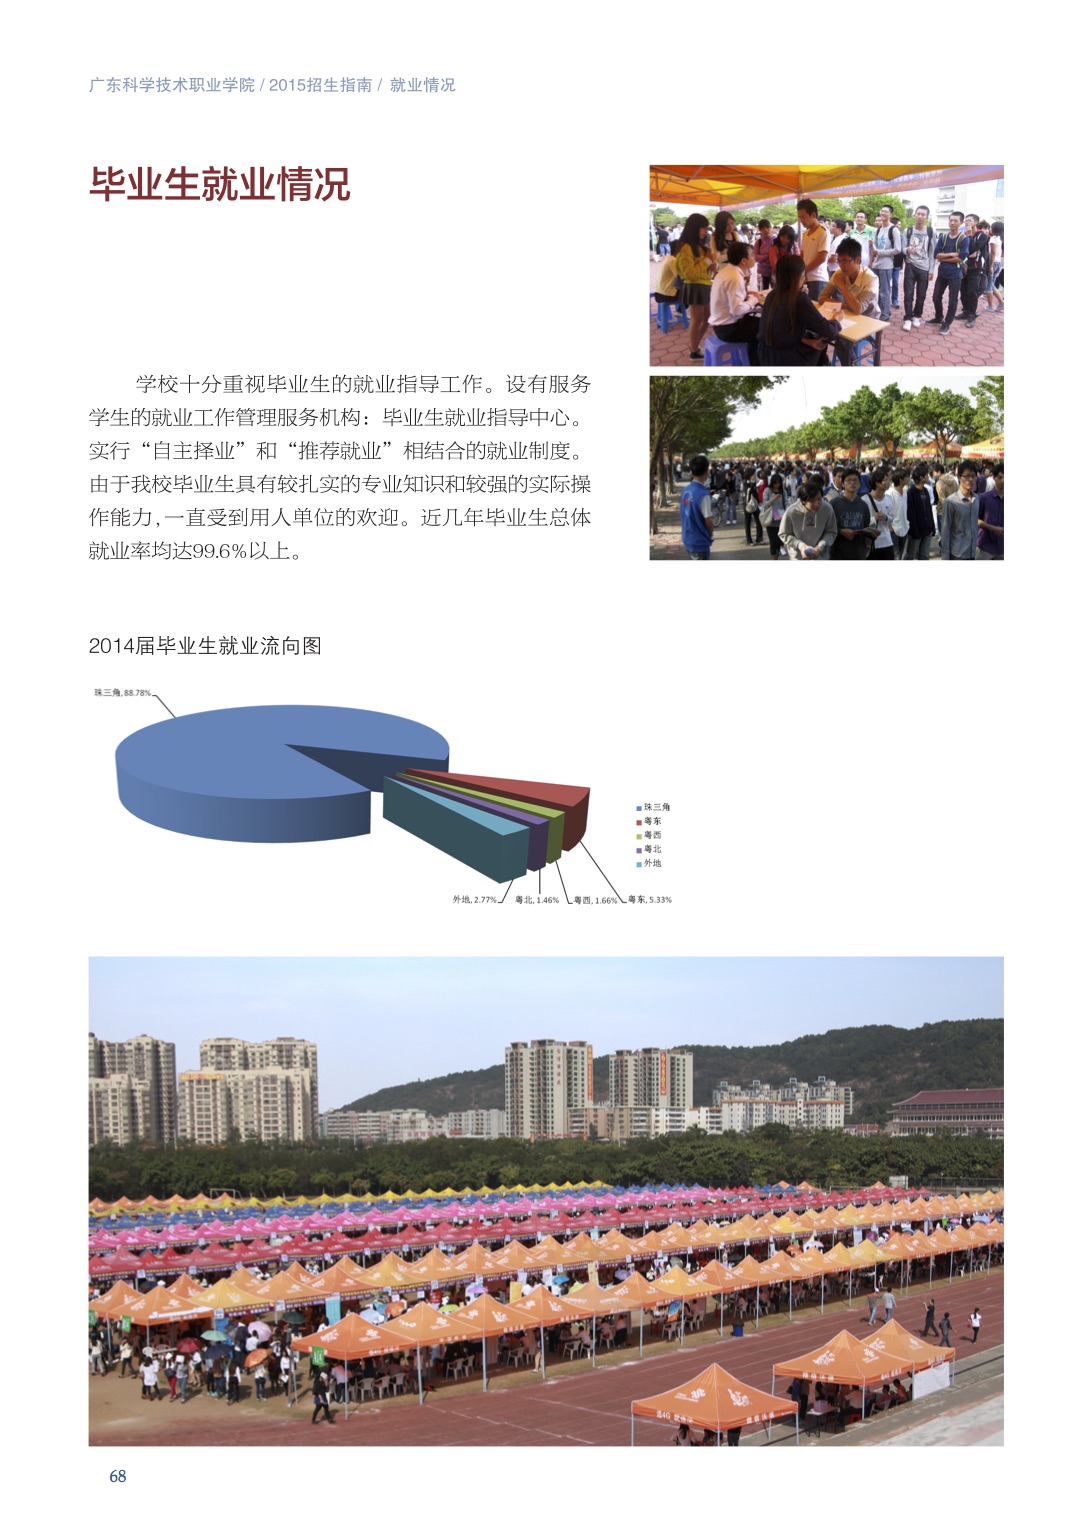 广东科学技术职业学院 / 2015招生指南 / 就业情况
毕业生就业情况
学校十分重视毕业生的就业指导工作。设有服务
学生的就业工作管理服务机构：毕业生就业指导中心。
实行“自主择业”和“推荐就业”相结合的就业制度。
由于我校毕业生具有较扎实的专业知识和较强的实际操
作能力，一直受到用人单位的欢迎。近几年毕业生总体
就业率均达99.6%以上。
2014届毕业生就业流向图
珠三角, 88.78%
珠三角
粤东
粤西
粤北
外地
外地, 2.77%
粤北, 1.46%
粤西, 1.66%
粤东, 5.33%
68